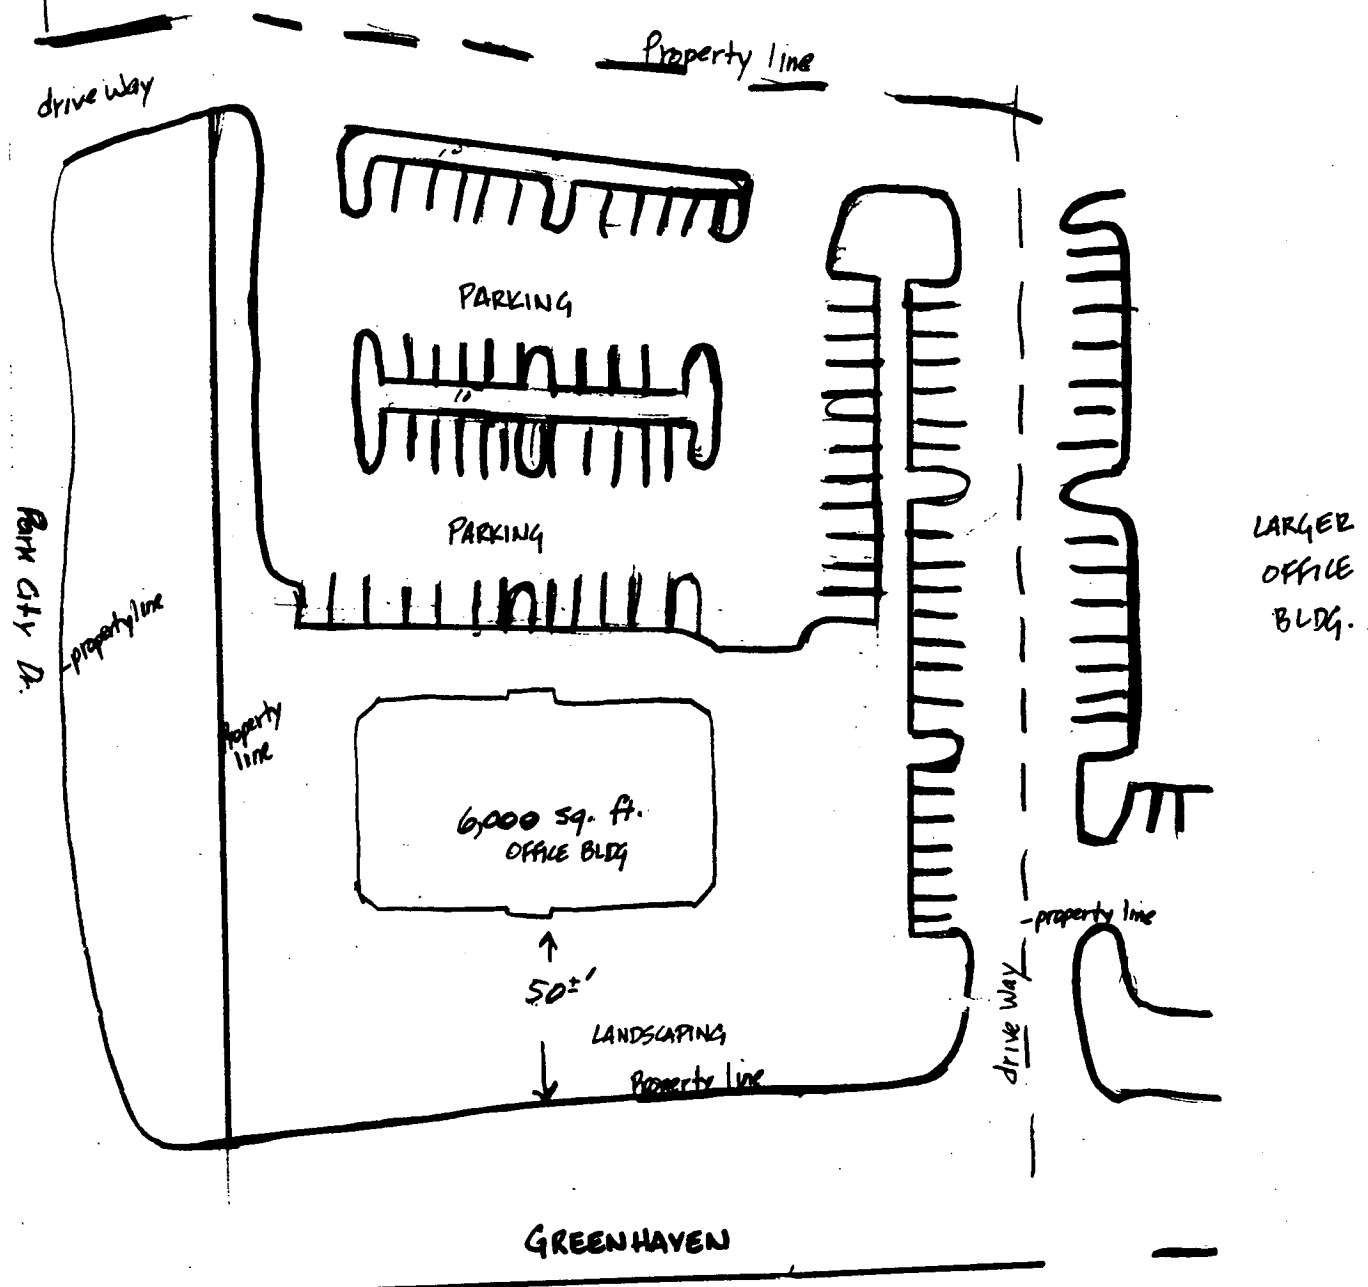 Property line
drive way
PARKING
PARKING
LARGER
OFFICE
BLDG.
Park City Dr.
property line
Property
line
6,000 sq. ft.
OFFICE BLDG
property line
50±'
drive way
LANDSCAPING
Property line
GREENHAVEN